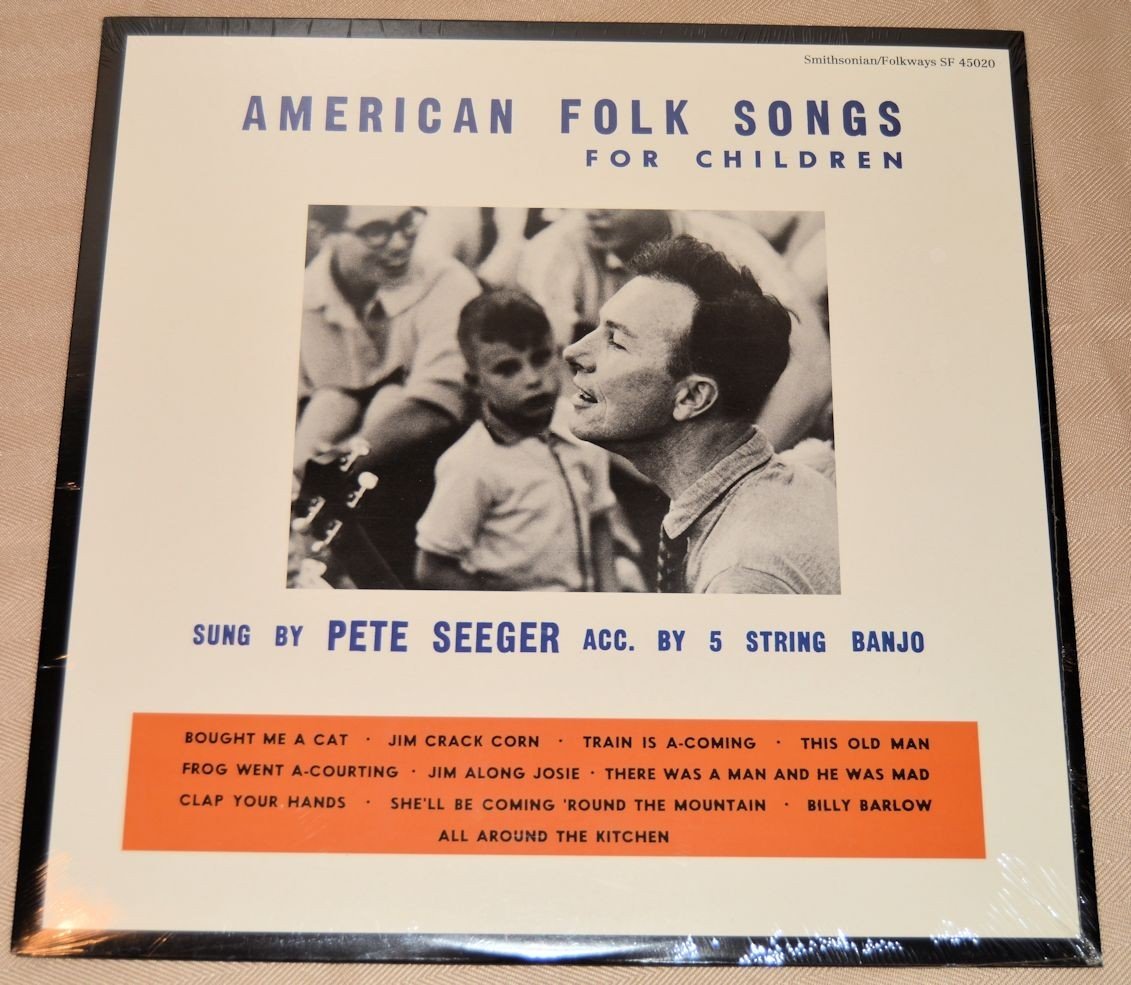 Smithsonian/Folkways SF 45020
AMERICAN FOLK SONGS
FOR CHILDREN
SUNG BY PETE SEEGER ACC. BY 5 STRING BANJO
BOUGHT ME A CAT · JIM CRACK CORN · TRAIN IS A-COMING · THIS OLD MAN
FROG WENT A-COURTING · JIM ALONG JOSIE · THERE WAS A MAN AND HE WAS MAD
CLAP YOUR HANDS · SHE'LL BE COMING 'ROUND THE MOUNTAIN · BILLY BARLOW
ALL AROUND THE KITCHEN